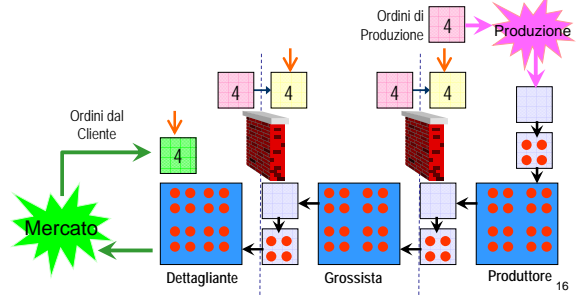 Ordini di
Produzione
4
Produzione
4
4
4
4
Ordini dal
Cliente
4
Mercato
Dettagliante
Grossista
Produttore
16